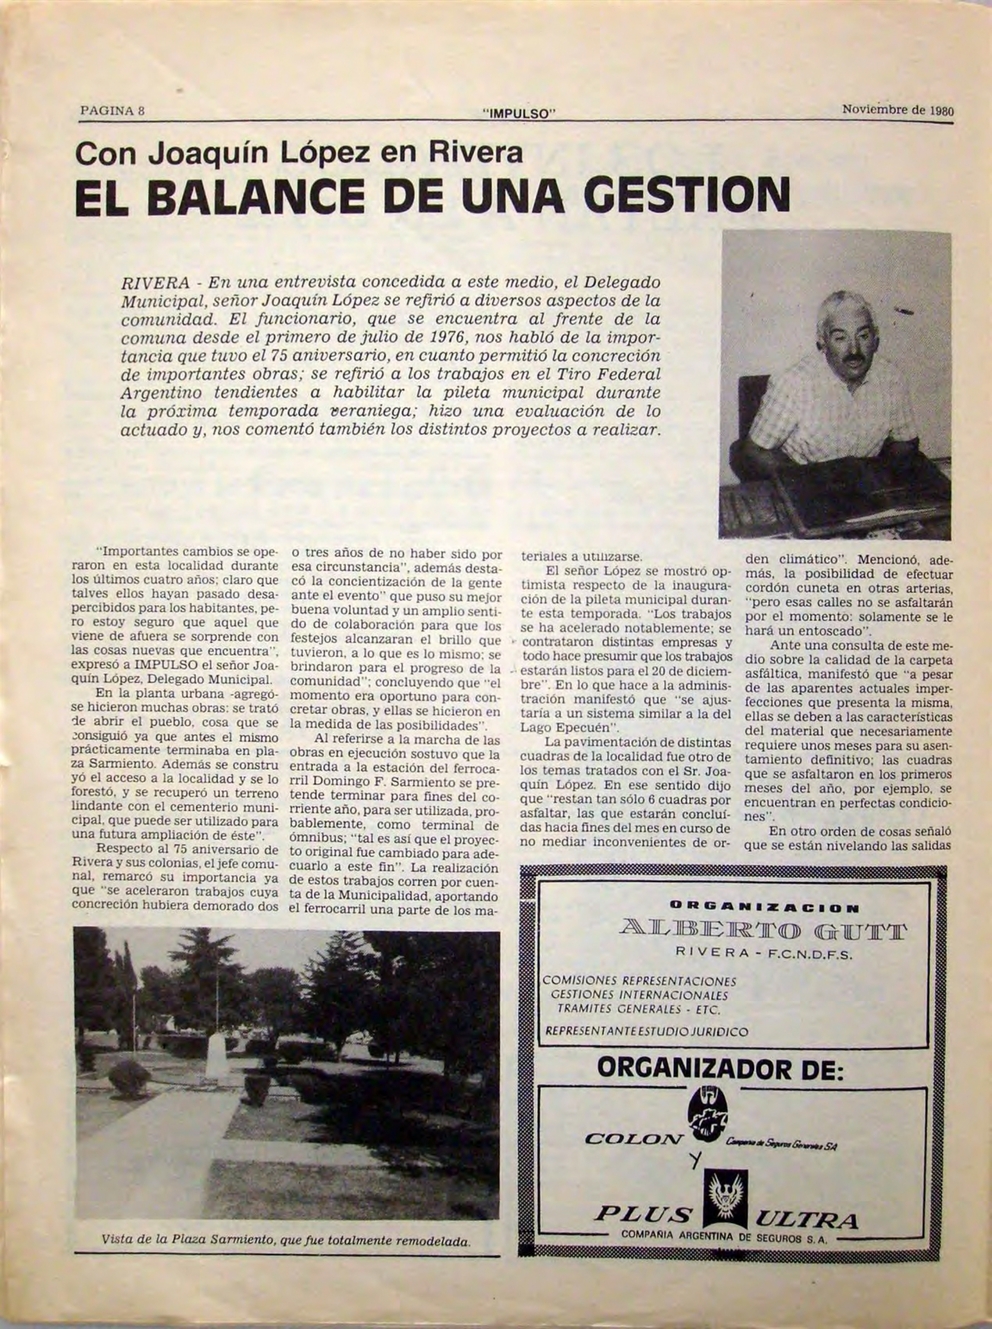 PAGINA 8
"IMPULSO"
Noviembre de 1980
Con Joaquín López en Rivera
EL BALANCE DE UNA GESTION
RIVERA - En una entrevista concedida a este medio, el Delegado
Municipal, señor Joaquín López se refirió a diversos aspectos de la
comunidad. El funcionario, que se encuentra al frente de la
comuna desde el primero de julio de 1976, nos habló de la impor-
tancia que tuvo el 75 aniversario, en cuanto permitió la concreción
de importantes obras; se refirió a los trabajos en el Tiro Federal
Argentino tendientes a habilitar la pileta municipal durante
la próxima temporada veraniega; hizo una evaluación de lo
actuado y, nos comentó también los distintos proyectos a realizar.
"Importantes cambios se ope-
raron en esta localidad durante
los últimos cuatro años; claro que
talves ellos hayan pasado desa-
percibidos para los habitantes, pe-
ro estoy seguro que aquel que
viene de afuera se sorprende con
las cosas nuevas que encuentra",
expresó a IMPULSO el señor Joa-
quín López, Delegado Municipal.
En la planta urbana -agregó-
se hicieron muchas obras: se trató
de abrir el pueblo, cosa que se
consiguió ya que antes el mismo
prácticamente terminaba en pla-
za Sarmiento. Además se constru
yó el acceso a la localidad y se lo
forestó, y se recuperó un terreno
lindante con el cementerio muni-
cipal, que puede ser utilizado para
una futura ampliación de éste".
Respecto al 75 aniversario de
Rivera y sus colonias, el jefe comu-
nal, remarcó su importancia ya
que "se aceleraron trabajos cuya
concreción hubiera demorado dos
o tres años de no haber sido por
esa circunstancia", además desta-
có la concientización de la gente
ante el evento" que puso su mejor
buena voluntad y un amplio senti-
do de colaboración para que los
festejos alcanzaran el brillo que
tuvieron, a lo que es lo mismo; se
brindaron para el progreso de la
comunidad"; concluyendo que "el
momento era oportuno para con-
cretar obras, y ellas se hicieron en
la medida de las posibilidades".
Al referirse a la marcha de las
obras en ejecución sostuvo que la
entrada a la estación del ferroca-
rril Domingo F. Sarmiento se pre-
tende terminar para fines del co-
rriente año, para ser utilizada, pro-
bablemente, como terminal de
ómnibus; "tal es así que el proyec-
to original fue cambiado para ade-
cuarlo a este fin". La realización
de estos trabajos corren por cuen-
ta de la Municipalidad, aportando
el ferrocarril una parte de los ma-
teriales a utilizarse.
El señor López se mostró op-
timista respecto de la inaugura-
ción de la pileta municipal duran-
te esta temporada. "Los trabajos
se ha acelerado notablemente; se
contrataron distintas empresas y
todo hace presumir que los trabajos
estarán listos para el 20 de diciem-
bre". En lo que hace a la adminis-
tración manifestó que "se ajus-
taría a un sistema similar a la del
Lago Epecuén".
La pavimentación de distintas
cuadras de la localidad fue otro de
los temas tratados con el Sr. Joa-
quín López. En ese sentido dijo
que "restan tan sólo 6 cuadras por
asfaltar, las que estarán concluí-
das hacia fines del mes en curso de
no mediar inconvenientes de or-
den climático". Mencionó, ade-
más, la posibilidad de efectuar
cordón cuneta en otras arterias,
"pero esas calles no se asfaltarán
por el momento: solamente se le
hará un entoscado".
Ante una consulta de este me-
dio sobre la calidad de la carpeta
asfáltica, manifestó que "a pesar
de las aparentes actuales imper-
fecciones que presenta la misma,
ellas se deben a las características
del material que necesariamente
requiere unos meses para su asen-
tamiento definitivo; las cuadras
que se asfaltaron en los primeros
meses del año, por ejemplo, se
encuentran en perfectas condicio-
nes".
En otro orden de cosas señaló
que se están nivelando las salidas
Vista de la Plaza Sarmiento, que fue totalmente remodelada.
ORGANIZACION
ALBERTO GUTT
RIVERA - F.C.N.D.F.S.
COMISIONES REPRESENTACIONES
GESTIONES INTERNACIONALES
TRAMITES GENERALES - ETC.
REPRESENTANTE ESTUDIO JURIDICO
ORGANIZADOR DE:
COLON Compañia de Seguros Generales SA
Y
PLUS ULTRA
COMPAÑIA ARGENTINA DE SEGUROS S.A.